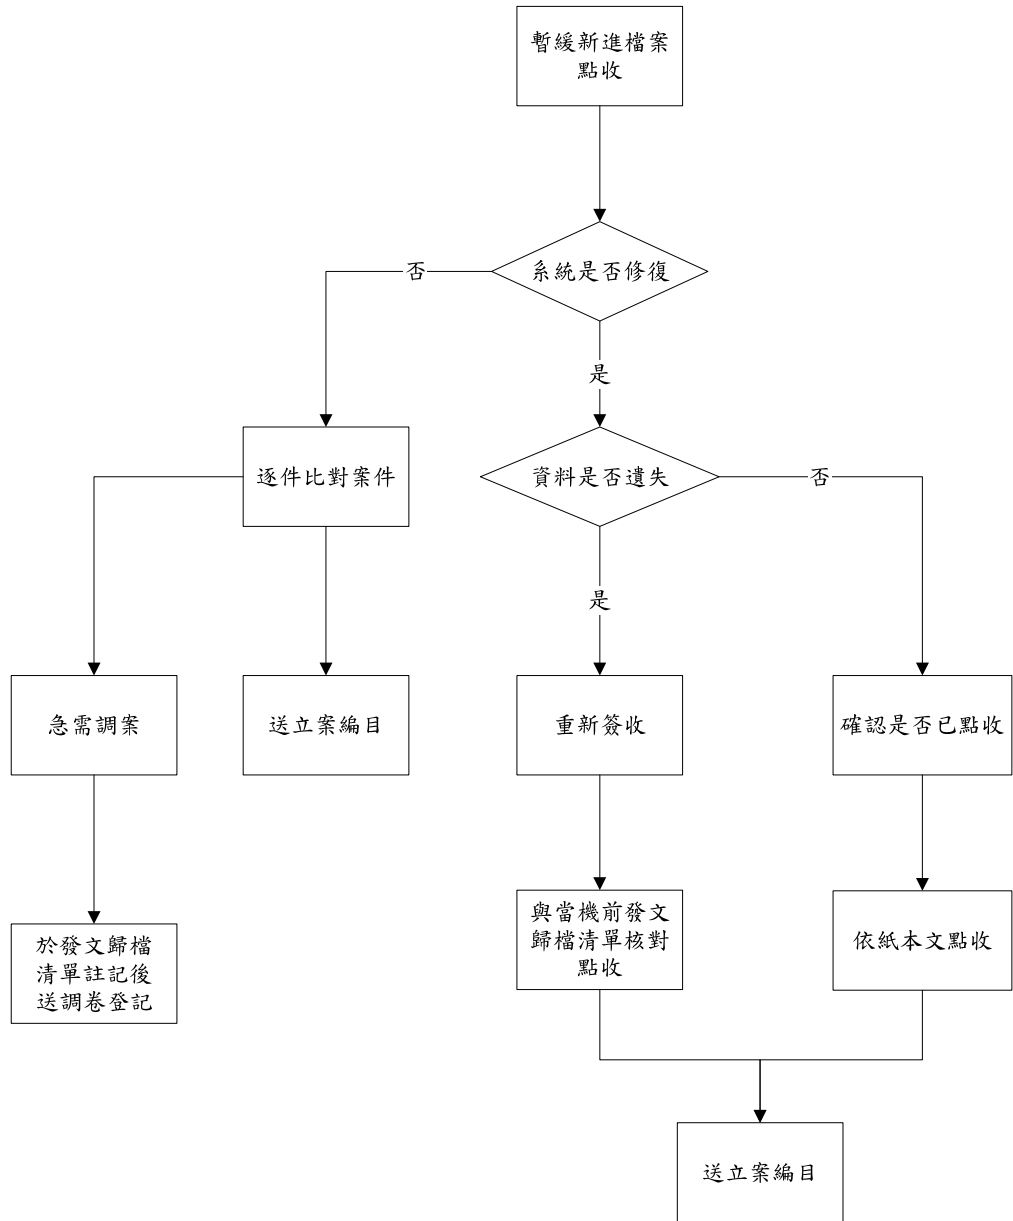 暫緩新進檔案
點收
系統是否修復
否
是
逐件比對案件
資料是否遺失
否
是
急需調案
送立案編目
重新簽收
確認是否已點收
於發文歸檔
清單註記後
送調卷登記
與當機前發文
歸檔清單核對
點收
依紙本文點收
送立案編目